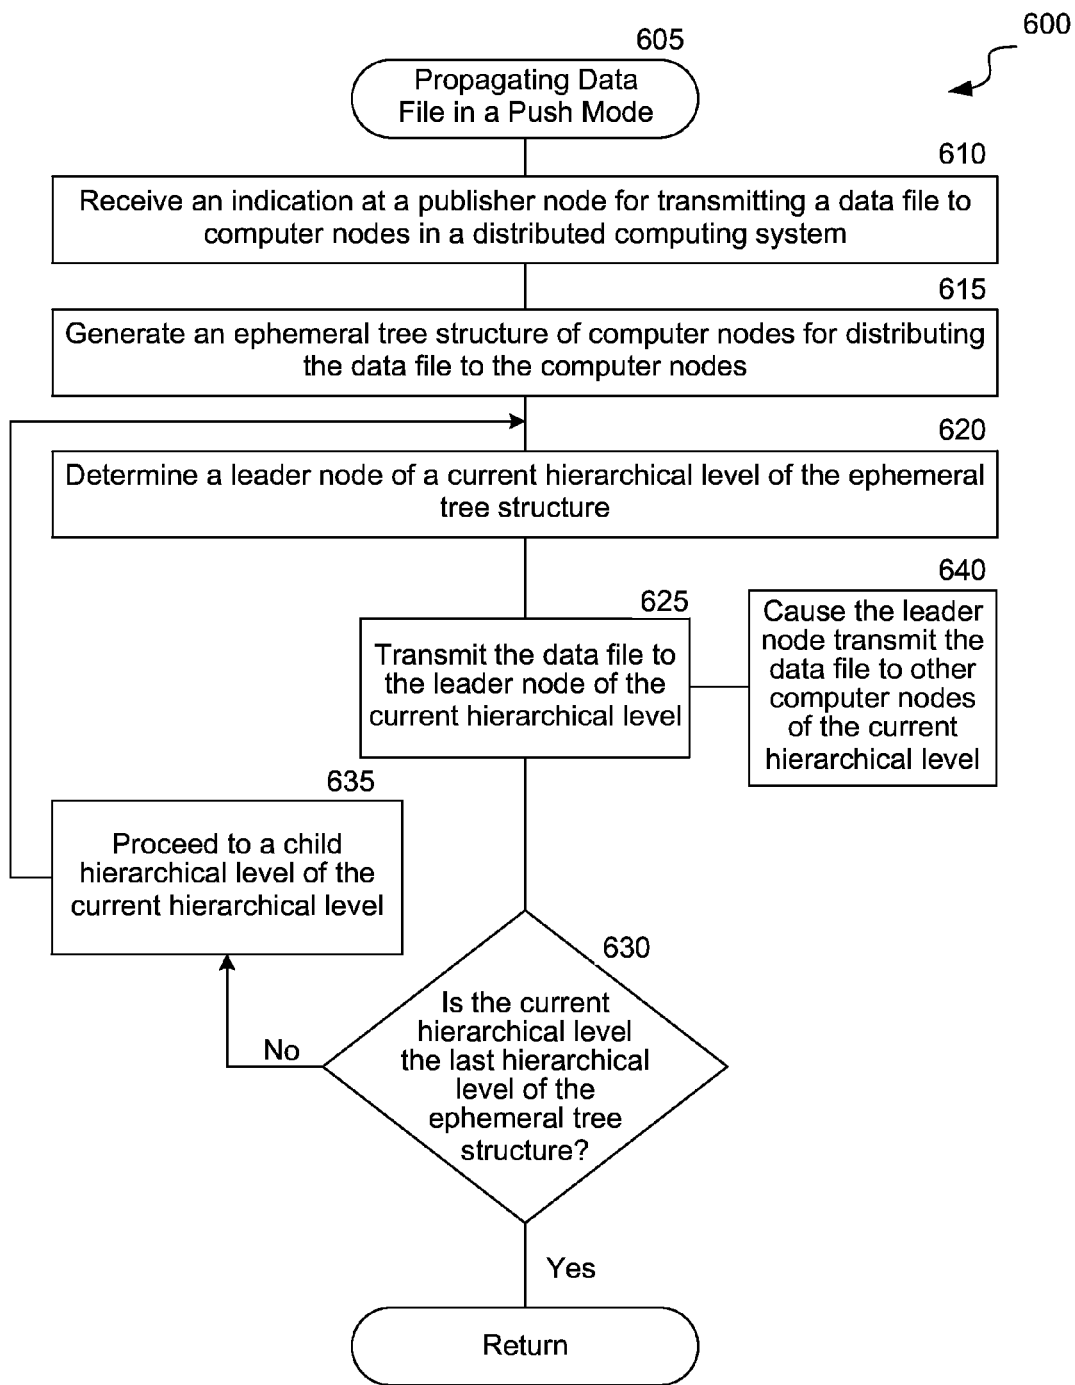 600
605
Propagating Data
File in a Push Mode
610
Receive an indication at a publisher node for transmitting a data file to
computer nodes in a distributed computing system
615
Generate an ephemeral tree structure of computer nodes for distributing
the data file to the computer nodes
620
Determine a leader node of a current hierarchical level of the ephemeral
tree structure
625
Transmit the data file to
the leader node of the
current hierarchical level
640
Cause the leader
node transmit the
data file to other
computer nodes
of the current
hierarchical level
635
Proceed to a child
hierarchical level of the
current hierarchical level
630
Is the current
hierarchical level
the last hierarchical
level of the
ephemeral tree
structure?
No
Yes
Return